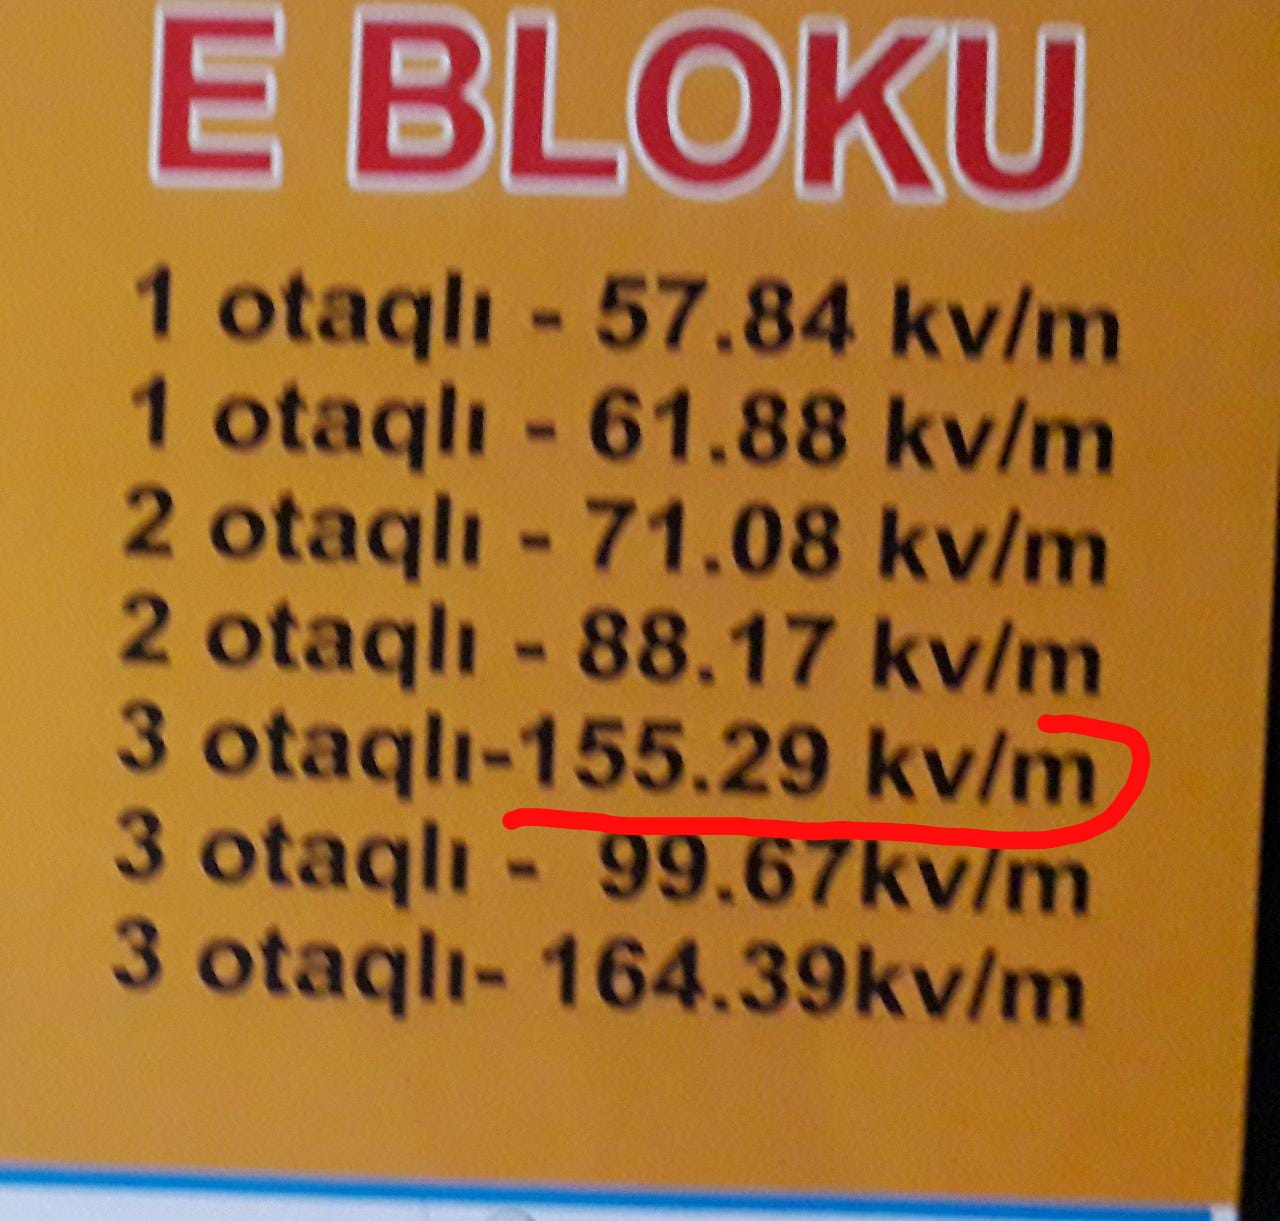 E BLOKU
1 otaqlı - 57.84 kv/m
1 otaqlı - 61.88 kv/m
2 otaqlı - 71.08 kv/m
2 otaqlı - 88.17 kv/m
3 otaqlı-155.29 kv/m
3 otaqlı - 99.67kv/m
3 otaqlı- 164.39kv/m